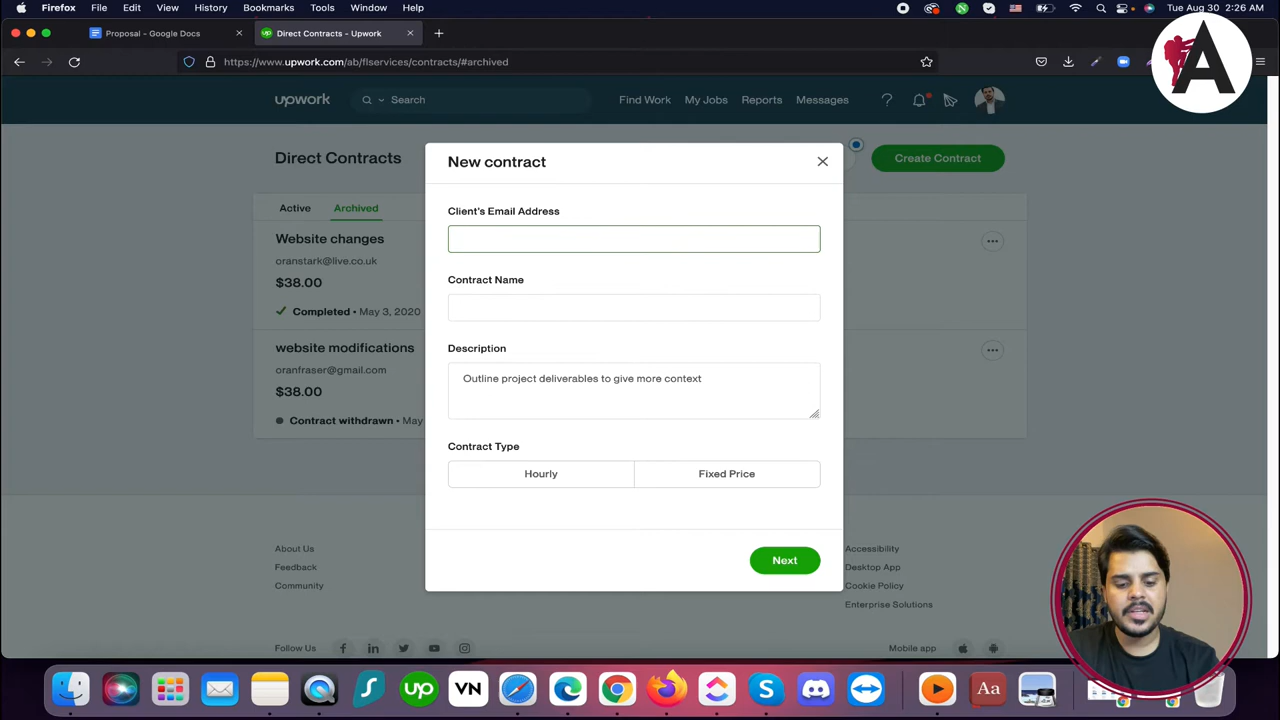 Firefox File Edit View History Bookmarks Tools Window Help Tue Aug 30 2:26 AM
Proposal – Google Docs
Direct Contracts – Upwork
https://www.upwork.com/ab/flservices/contracts/#archived
A
upwork
Search
Find Work My Jobs Reports Messages
Direct Contracts
Create Contract
Active Archived
Website changes
oranstark@live.co.uk
$38.00
Completed • May 3, 2020
website modifications
oranfraser@gmail.com
$38.00
Contract withdrawn • May
New contract
Client's Email Address
Contract Name
Description
Outline project deliverables to give more context
Contract Type
Hourly Fixed Price
Next
About Us
Feedback
Community
Accessibility
Desktop App
Cookie Policy
Enterprise Solutions
Follow Us
Mobile app
up
VN
Aa